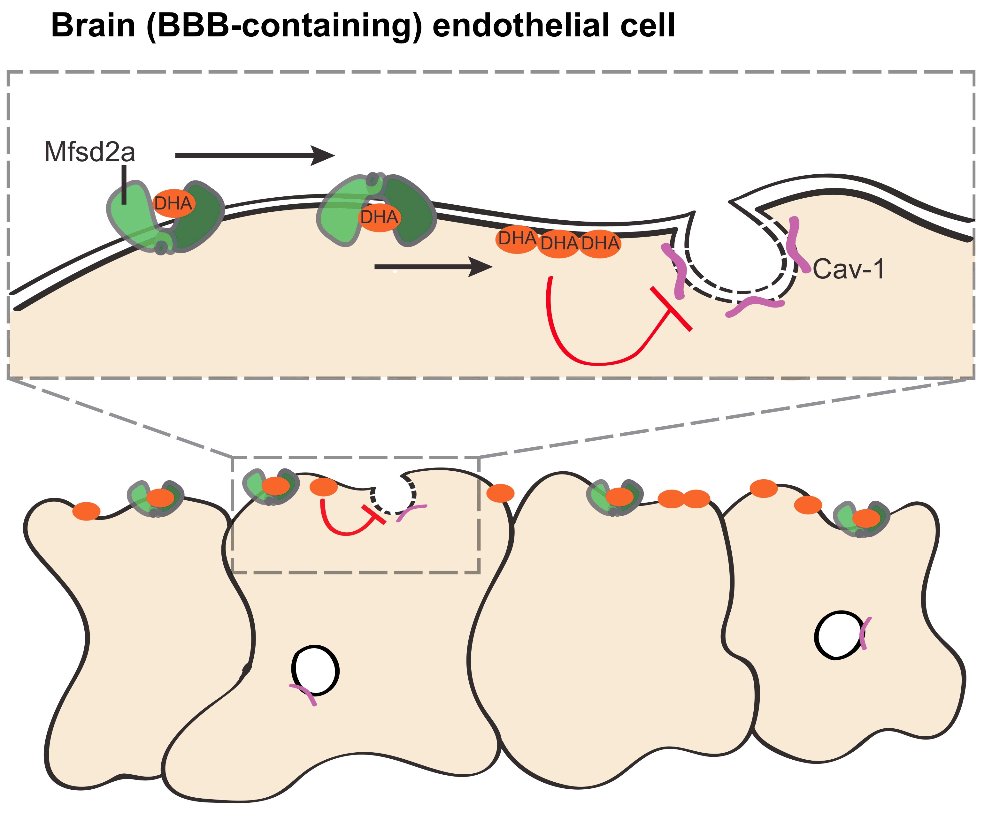 Brain (BBB-containing) endothelial cell
Mfsd2a
DHA
DHA
DHA DHA DHA
Cav-1